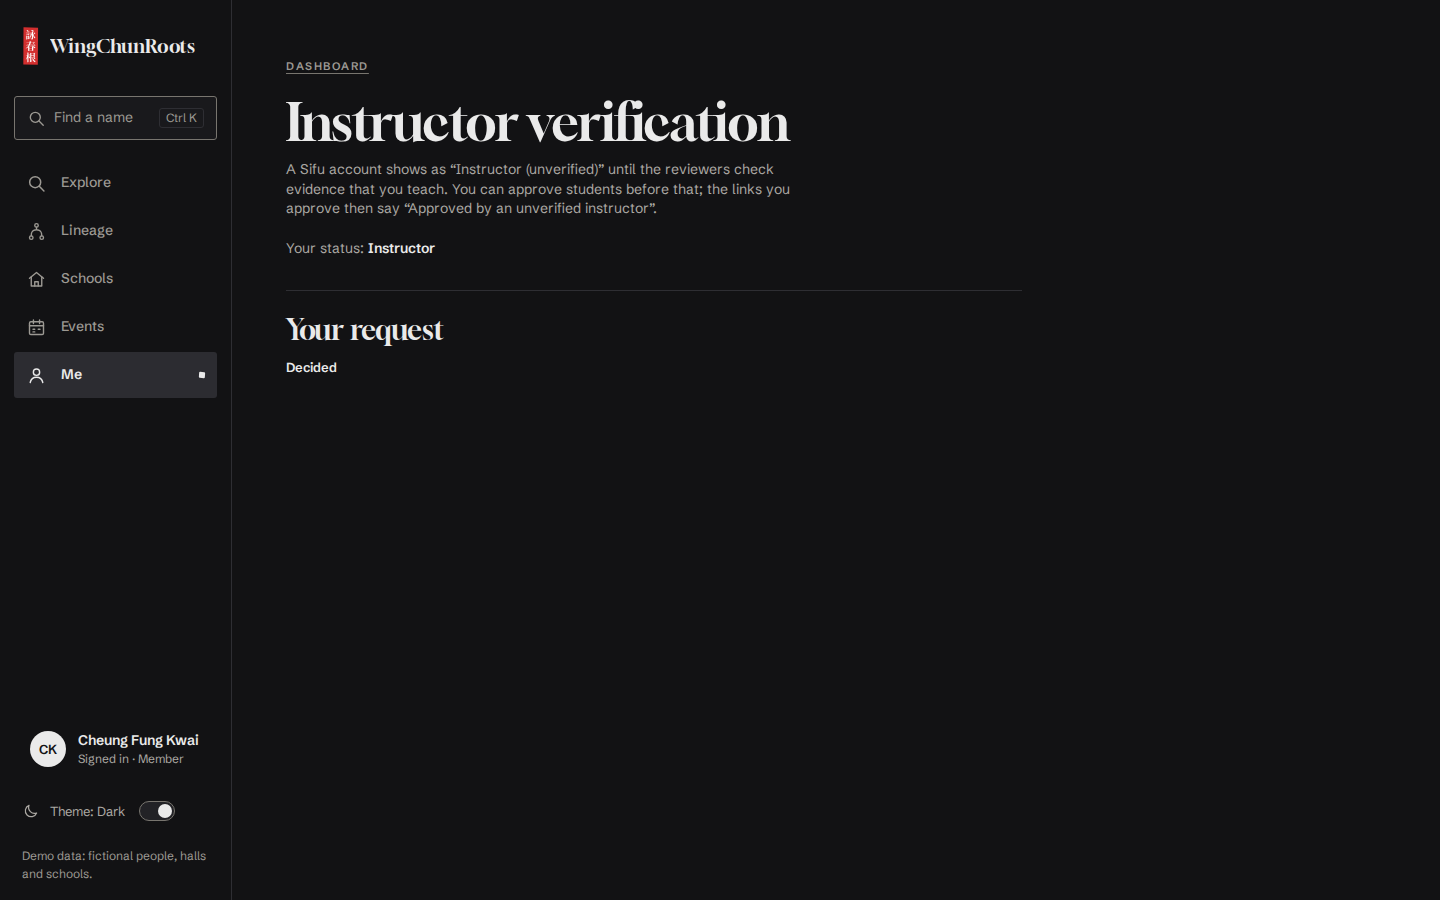 詠春根
WingChunRoots
Find a name
Ctrl K
Explore
Lineage
Schools
Events
Me
CK
Cheung Fung Kwai
Signed in · Member
Theme: Dark
Demo data: fictional people, halls
and schools.
DASHBOARD
Instructor verification
A Sifu account shows as “Instructor (unverified)” until the reviewers check
evidence that you teach. You can approve students before that; the links you
approve then say “Approved by an unverified instructor”.
Your status: Instructor
Your request
Decided